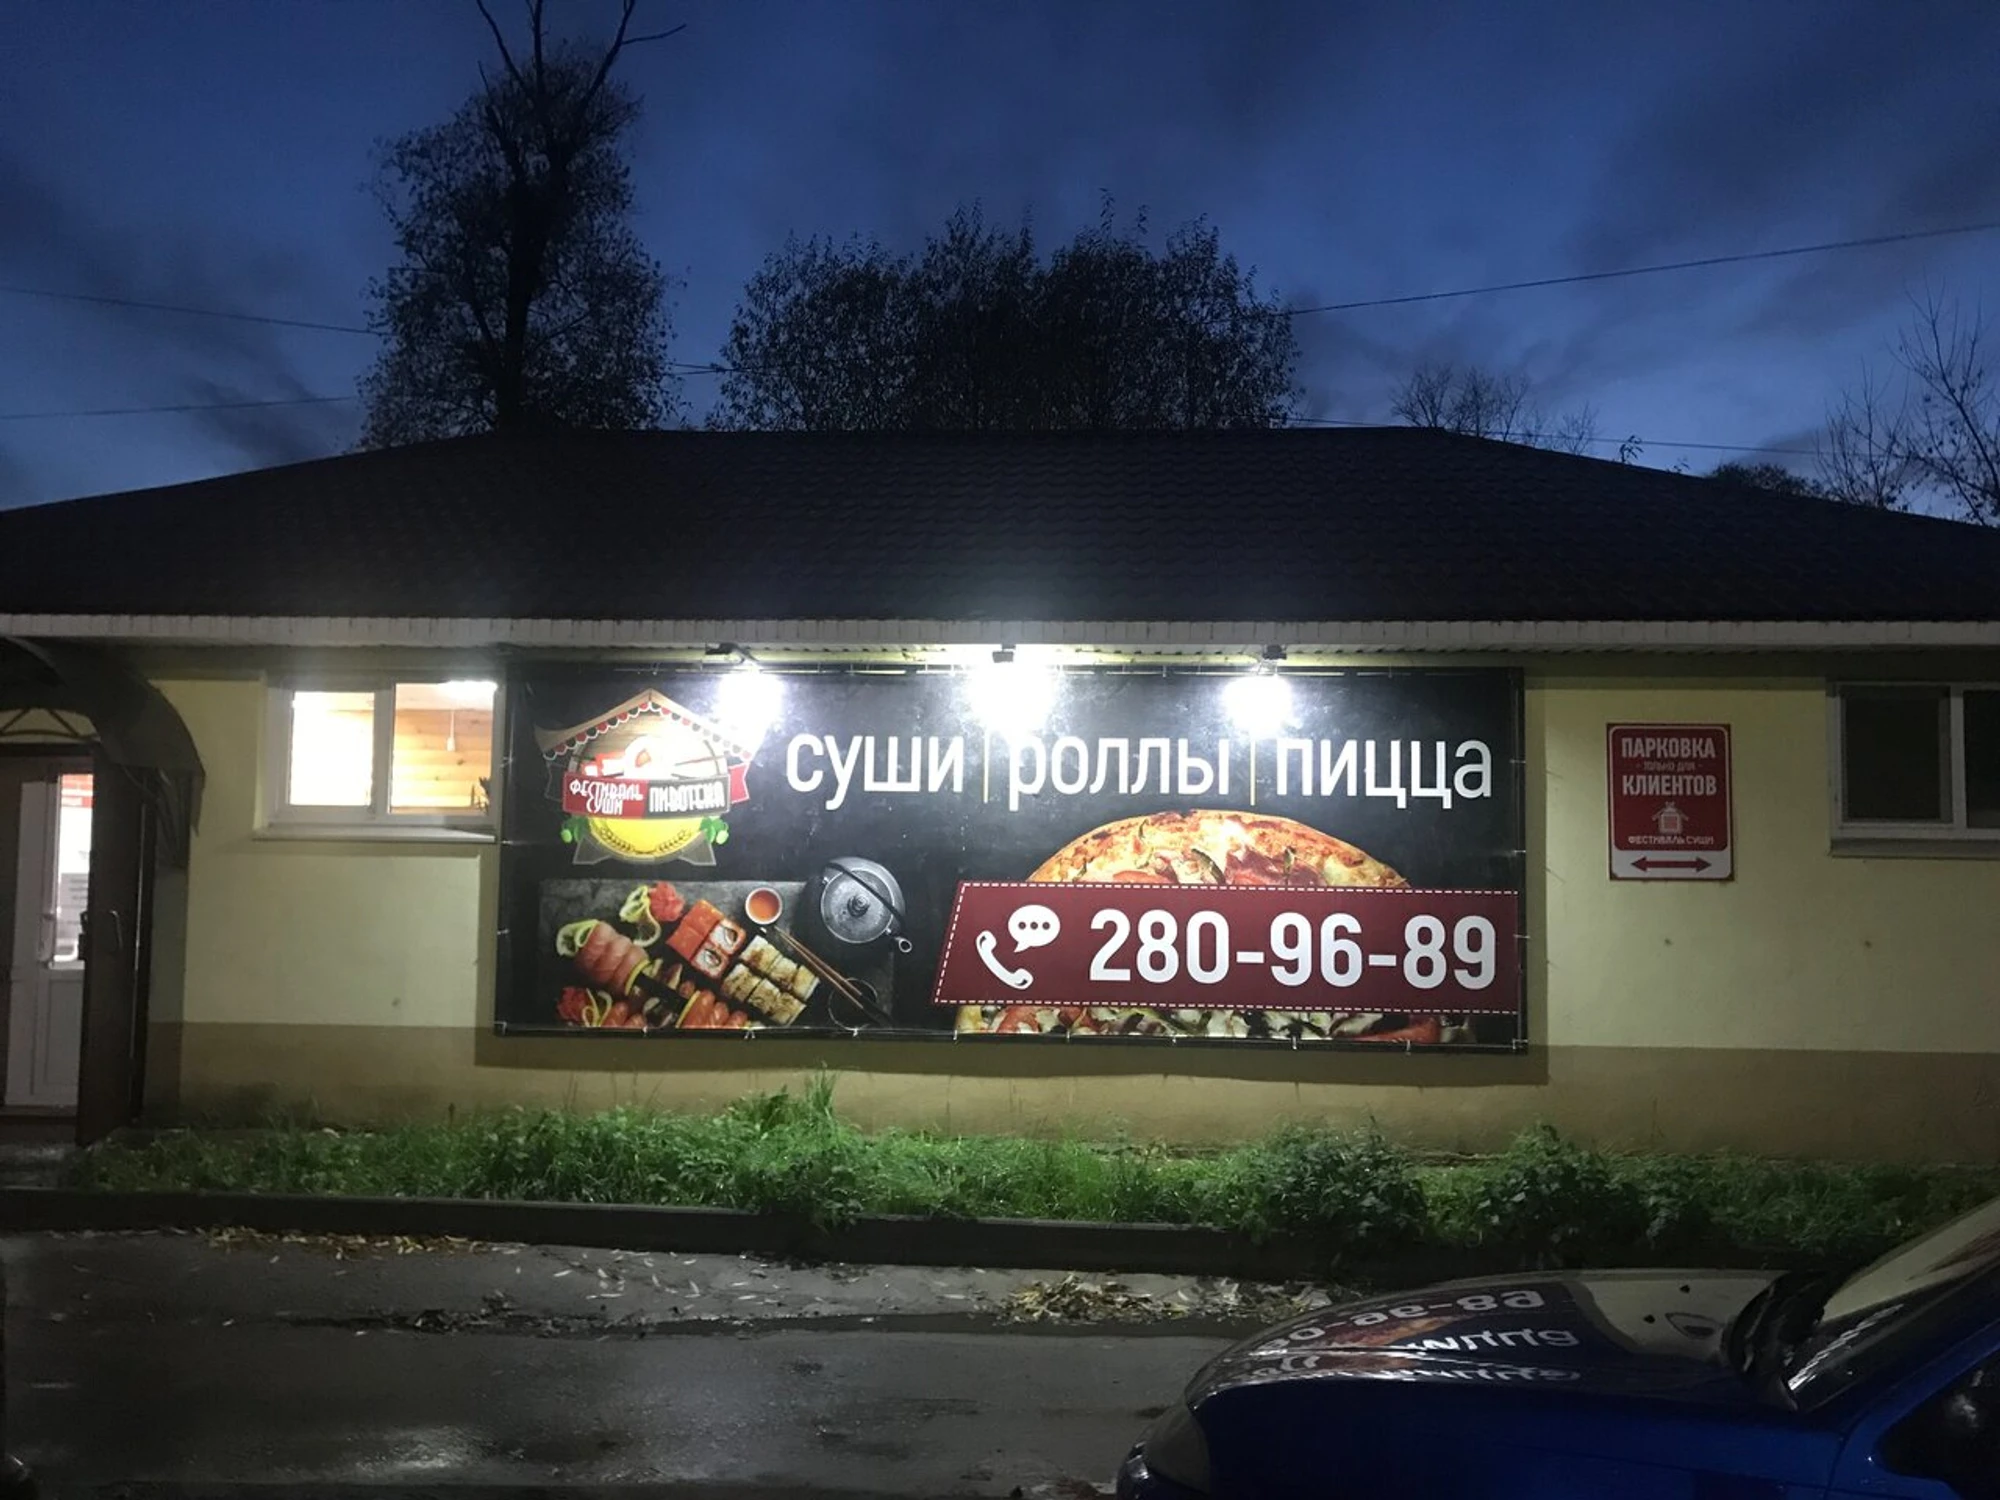 суши | роллы | пицца
ФЕСТИВАЛЬ
СУШИ
ПИВОТЕКА
280-96-89
ПАРКОВКА
ТОЛЬКО ДЛЯ
КЛИЕНТОВ
ФЕСТИВАЛЬ СУШИ